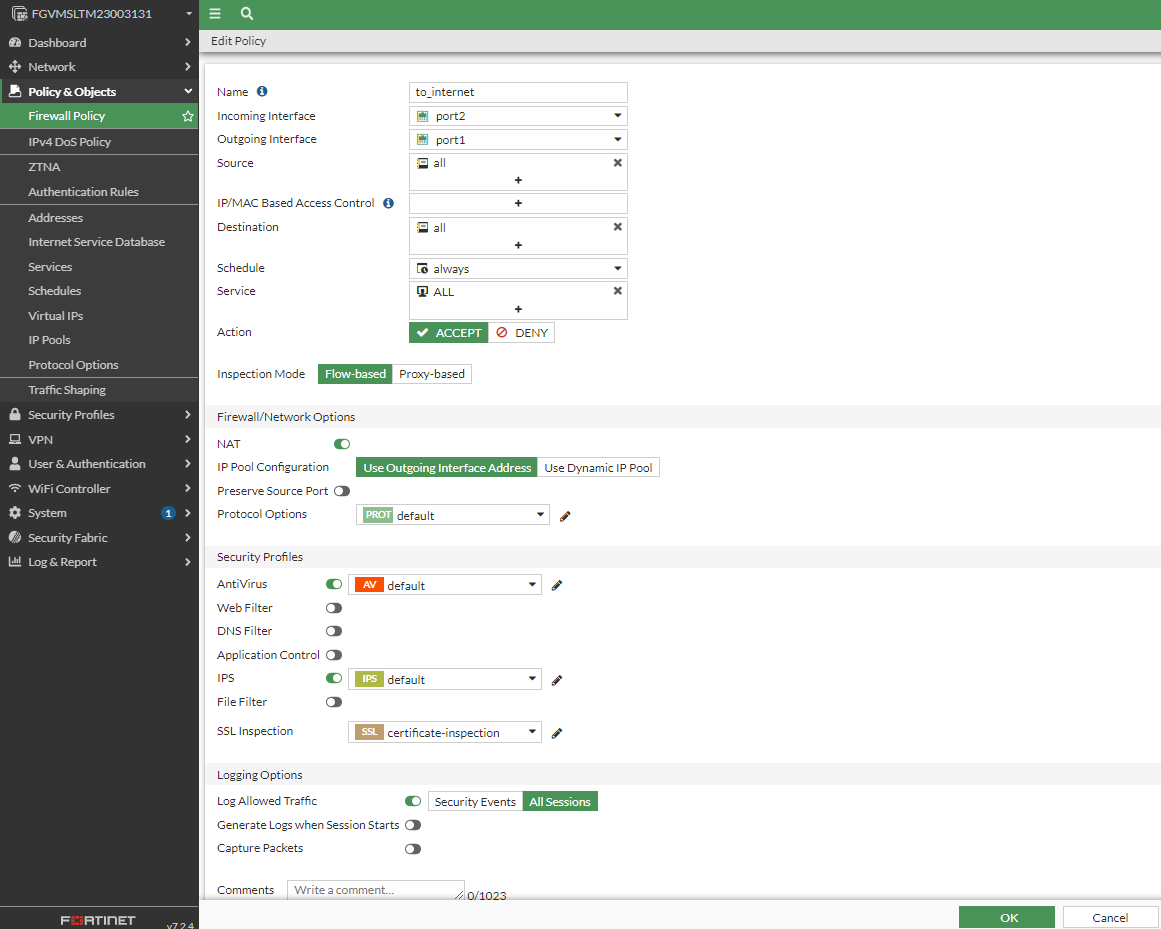 FGVMSLTM23003131
Dashboard
Network
Policy & Objects
Firewall Policy
IPv4 DoS Policy
ZTNA
Authentication Rules
Addresses
Internet Service Database
Services
Schedules
Virtual IPs
IP Pools
Protocol Options
Traffic Shaping
Security Profiles
VPN
User & Authentication
WiFi Controller
System 1
Security Fabric
Log & Report
FORTINET
v7.2.4
Edit Policy
Name to_internet
Incoming Interface port2
Outgoing Interface port1
Source all
+
IP/MAC Based Access Control +
Destination all
+
Schedule always
Service ALL
+
Action ACCEPT DENY
Inspection Mode Flow-based Proxy-based
Firewall/Network Options
NAT
IP Pool Configuration Use Outgoing Interface Address Use Dynamic IP Pool
Preserve Source Port
Protocol Options PROT default
Security Profiles
AntiVirus AV default
Web Filter
DNS Filter
Application Control
IPS IPS default
File Filter
SSL Inspection SSL certificate-inspection
Logging Options
Log Allowed Traffic Security Events All Sessions
Generate Logs when Session Starts
Capture Packets
Comments Write a comment... 0/1023
OK Cancel